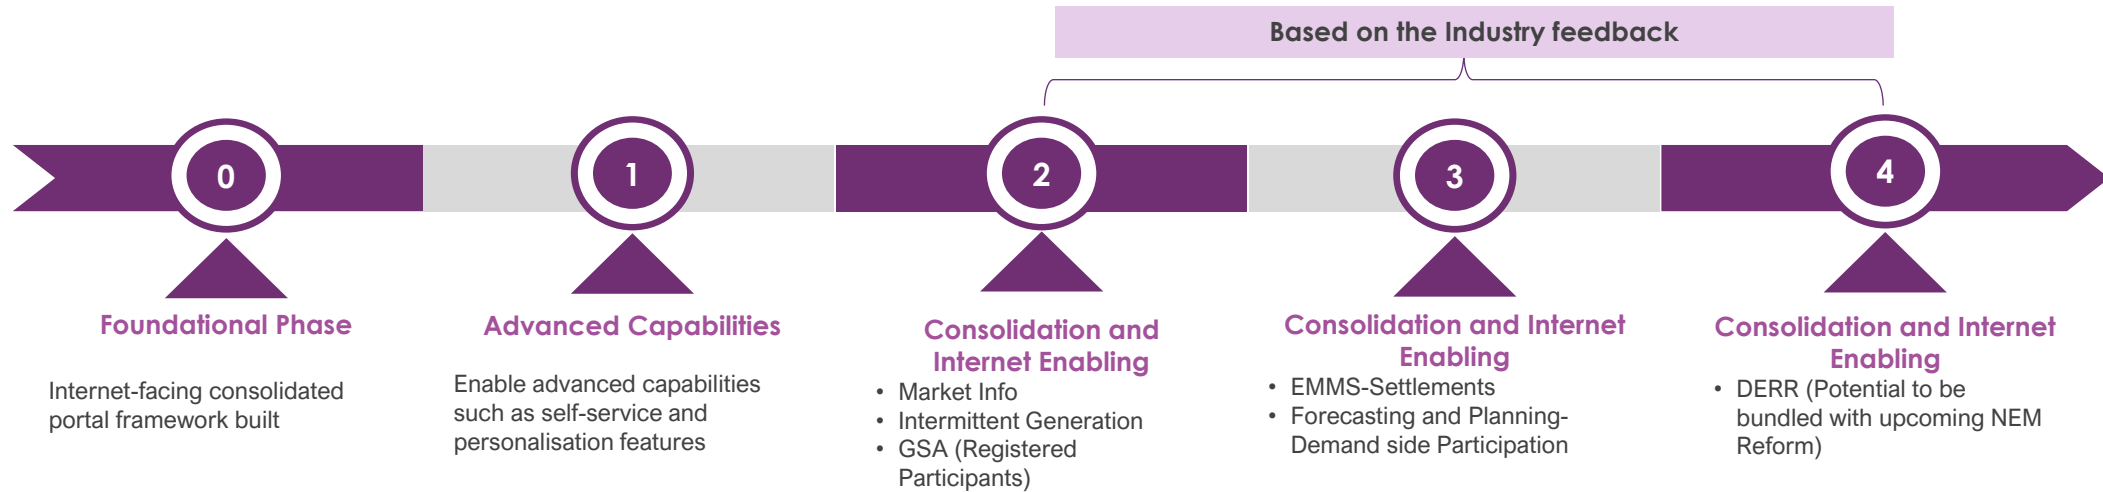 Based on the Industry feedback
0
1
2
3
4
Foundational Phase
Internet-facing consolidated
portal framework built
Advanced Capabilities
Enable advanced capabilities
such as self-service and
personalisation features
Consolidation and
Internet Enabling
• Market Info
• Intermittent Generation
• GSA (Registered
Participants)
Consolidation and Internet
Enabling
• EMMS-Settlements
• Forecasting and Planning-
Demand side Participation
Consolidation and Internet
Enabling
• DERR (Potential to be
bundled with upcoming NEM
Reform)